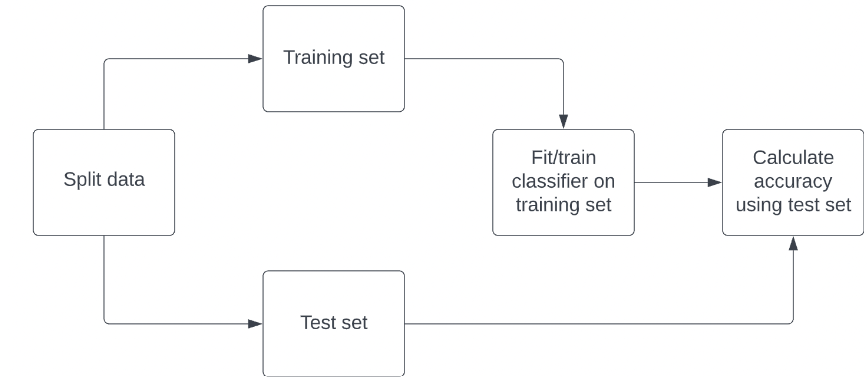 Training set
Split data
Fit/train
classifier on
training set
Calculate
accuracy
using test set
Test set